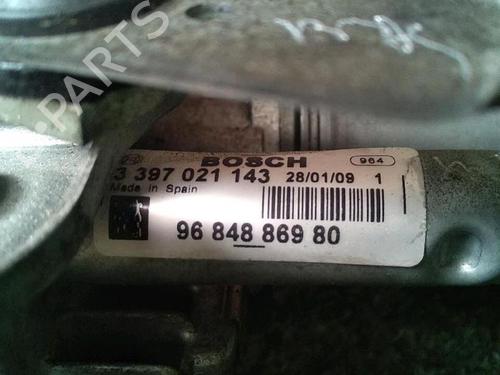 PARTS
BOSCH
964
3 397 021 143 28/01/09 1
Made in Spain
96 848 869 80